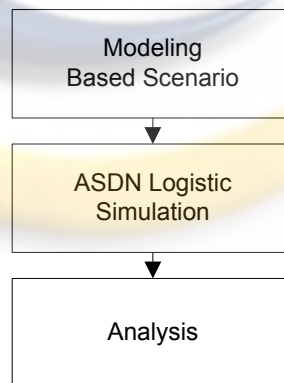 Modeling
Based Scenario
ASDN Logistic
Simulation
Analysis